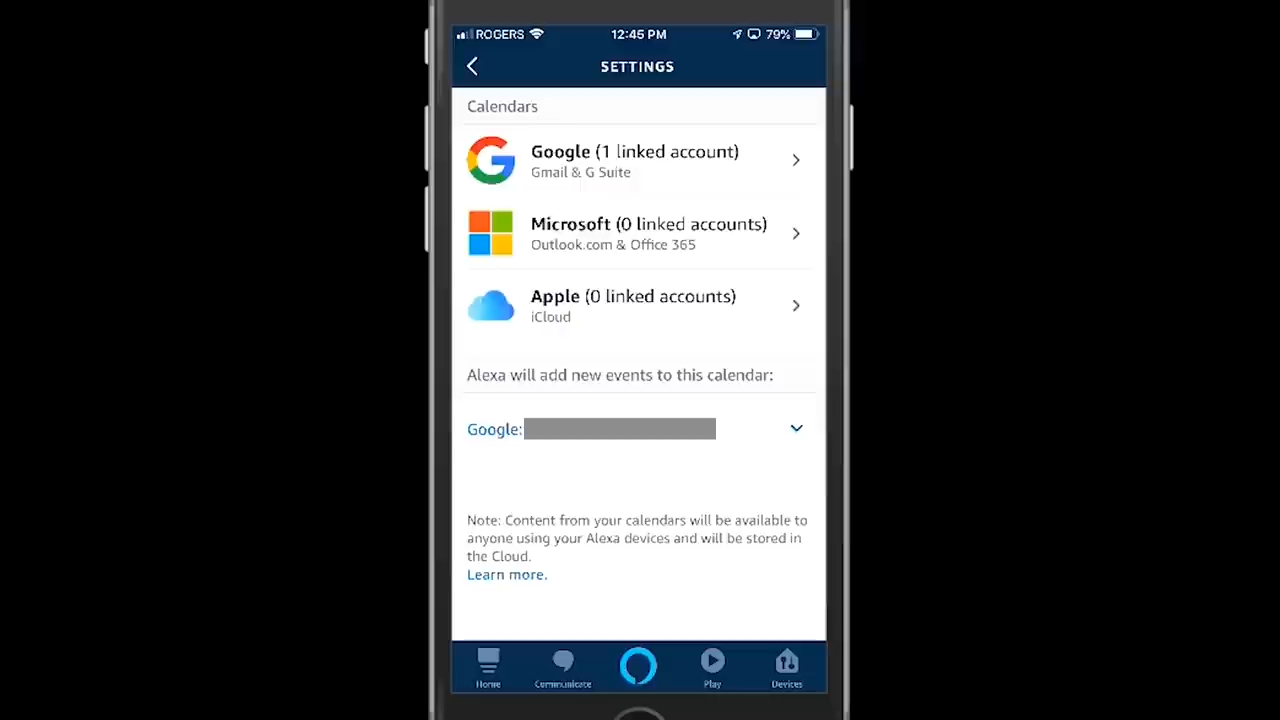 ROGERS 12:45 PM 79%
SETTINGS
Calendars
Google (1 linked account)
Gmail & G Suite
Microsoft (0 linked accounts)
Outlook.com & Office 365
Apple (0 linked accounts)
iCloud
Alexa will add new events to this calendar:
Google:
Note: Content from your calendars will be available to
anyone using your Alexa devices and will be stored in
the Cloud.
Learn more.
Home Communicate Play Devices